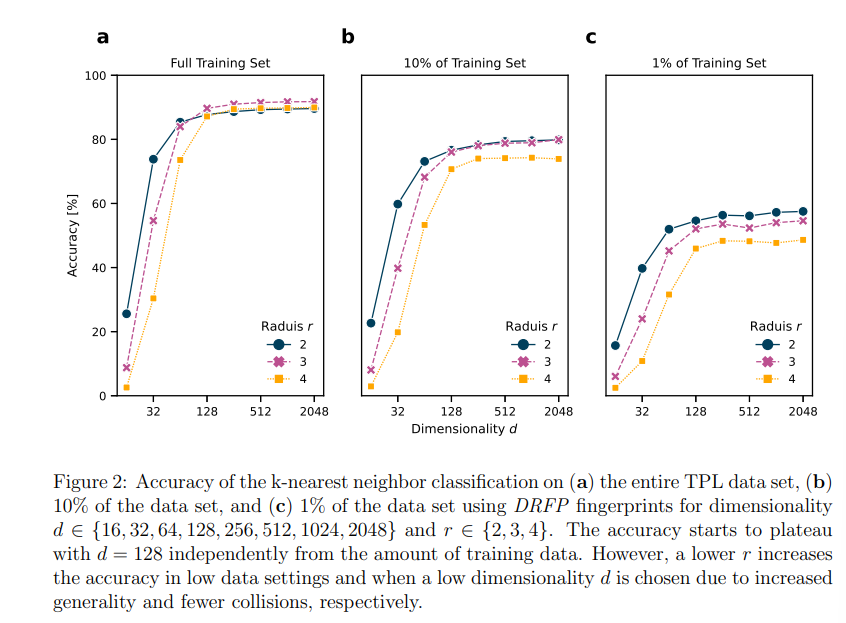 a
b
c
Full Training Set
10% of Training Set
1% of Training Set
100
80
60
40
20
0
Accuracy [%]
Raduis r
2
3
4
Raduis r
2
3
4
Raduis r
2
3
4
32 128 512 2048
32 128 512 2048
32 128 512 2048
Dimensionality d
Figure 2: Accuracy of the k-nearest neighbor classification on (a) the entire TPL data set, (b)
10% of the data set, and (c) 1% of the data set using DRFP fingerprints for dimensionality
d ∈ {16, 32, 64, 128, 256, 512, 1024, 2048} and r ∈ {2, 3, 4}. The accuracy starts to plateau
with d = 128 independently from the amount of training data. However, a lower r increases
the accuracy in low data settings and when a low dimensionality d is chosen due to increased
generality and fewer collisions, respectively.